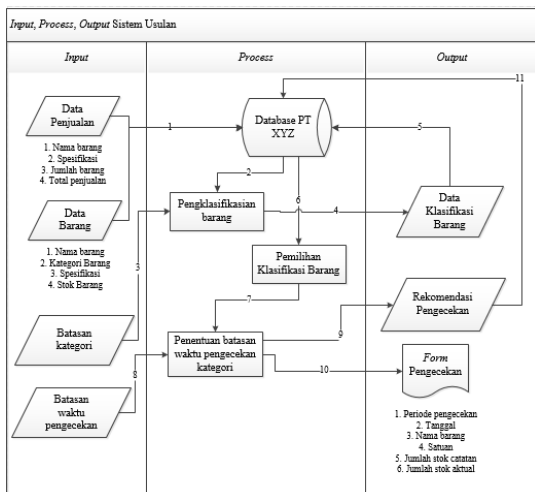 Input, Process, Output Sistem Usulan
Input
Process
Output
Data
Penjualan
1. Nama barang
2. Spesifikasi
3. Jumlah barang
4. Total penjualan
Data
Barang
1. Nama barang
2. Kategori Barang
3. Spesifikasi
4. Stok Barang
Batasan
kategori
Batasan
waktu
pengecekan
1
Database PT
XYZ
2
6
Pengklasifikasian
barang
3
4
Pemilihan
Klasifikasi Barang
7
Penentuan batasan
waktu pengecekan
kategori
8
9
10
11
5
Data
Klasifikasi
Barang
Rekomendasi
Pengecekan
Form
Pengecekan
1. Periode pengecekan
2. Tanggal
3. Nama barang
4. Satuan
5. Jumlah stok catatan
6. Jumlah stok aktual